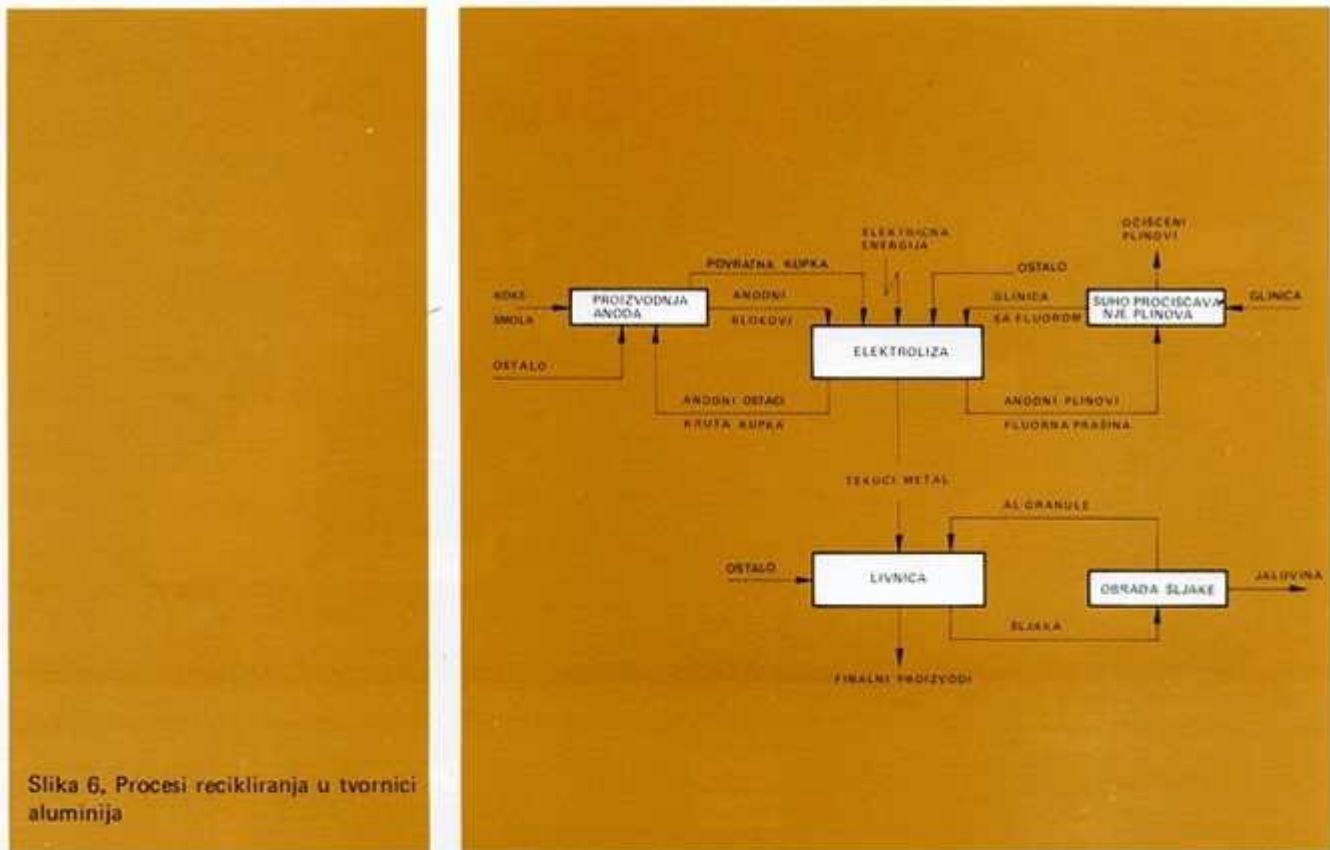 OČIŠĆENI
PLINOVI
ELEKTRIČNA
ENERGIJA
POVRATNA KUPKA
OSTALO
KOKS
SMOLA
PROIZVODNJA
ANODA
ANODNI
BLOKOVI
GLINICA
SA FLUOROM
SUHO PROČIŠĆAVA
NJE PLINOVA
GLINICA
ELEKTROLIZA
OSTALO
ANODNI OSTACI
KRUTA KUPKA
ANODNI PLINOVI
FLUORNA PRAŠINA
TEKUĆI METAL
AL GRANULE
OSTALO
LIVNICA
OBRADA ŠLJAKE
JALOVINA
ŠLJAKA
FINALNI PROIZVODI
Slika 6. Procesi recikliranja u tvornici
aluminija